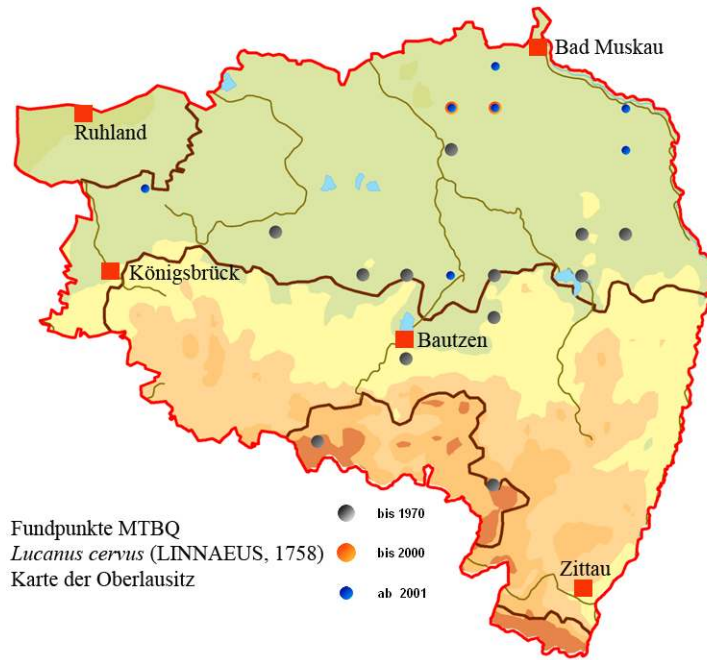 Bad Muskau
Ruhland
Königsbrück
Bautzen
Zittau
Fundpunkte MTBQ
Lucanus cervus (LINNAEUS, 1758)
Karte der Oberlausitz
bis 1970
bis 2000
ab 2001